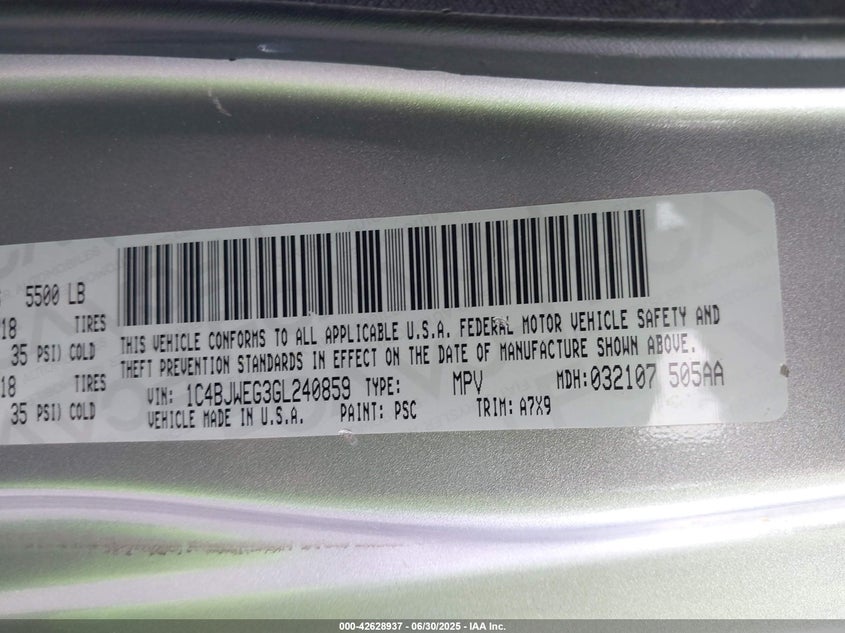 5500 LB
18 TIRES
35 PSI) COLD
18 TIRES
35 PSI) COLD
THIS VEHICLE CONFORMS TO ALL APPLICABLE U.S.A. FEDERAL MOTOR VEHICLE SAFETY AND
THEFT PREVENTION STANDARDS IN EFFECT ON THE DATE OF MANUFACTURE SHOWN ABOVE.
VIN: 1C4BJWEG3GL240859 TYPE: MPV MDH:032107 505AA
VEHICLE MADE IN U.S.A. PAINT: PSC TRIM: A7X9
000-42628937 - 06/30/2025 - IAA Inc.